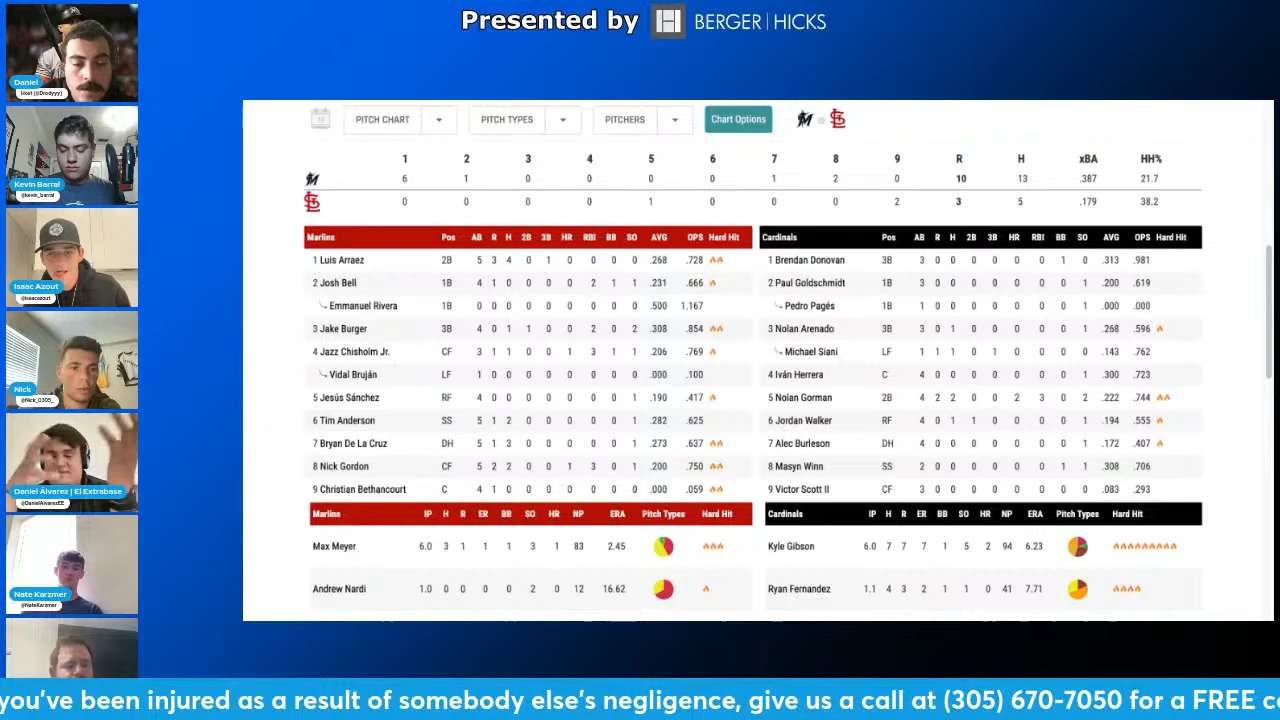 Presented by BERGER | HICKS
Daniel
Host (@Drodyyy)
Kevin Barral
@kevin_barral
Isaac Azout
@isaacazout
Nick
@Nick_0305_
Daniel Álvarez | El Extrabase
@DanielAlvarezEE
Nate Karzmer
@NateKarzmer
PITCH CHART PITCH TYPES PITCHERS Chart Options
1 2 3 4 5 6 7 8 9 R H xBA HH%
6 1 0 0 0 0 1 2 0 10 13 .387 21.7
0 0 0 0 1 0 0 0 2 3 5 .179 38.2
Marlins Pos AB R H 2B 3B HR RBI BB SO AVG OPS Hard Hit
1 Luis Arraez 2B 5 3 4 0 1 0 0 0 0 .268 .728
2 Josh Bell 1B 4 1 0 0 0 0 2 1 1 .231 .666
Emmanuel Rivera 1B 0 0 0 0 0 0 0 0 0 .500 1.167
3 Jake Burger 3B 4 0 1 1 0 0 2 0 2 .308 .854
4 Jazz Chisholm Jr. CF 3 1 1 0 0 1 3 1 1 .206 .769
Vidal Bruján LF 1 0 0 0 0 0 0 0 0 .000 .100
5 Jesús Sánchez RF 4 0 0 0 0 0 0 0 1 .190 .417
6 Tim Anderson SS 5 1 2 0 0 0 0 0 1 .282 .625
7 Bryan De La Cruz DH 5 1 3 0 0 0 0 0 1 .273 .637
8 Nick Gordon CF 5 2 2 0 0 1 3 0 1 .200 .750
9 Christian Bethancourt C 4 1 0 0 0 0 0 0 1 .000 .059
Cardinals Pos AB R H 2B 3B HR RBI BB SO AVG OPS Hard Hit
1 Brendan Donovan 3B 3 0 0 0 0 0 0 1 0 .313 .981
2 Paul Goldschmidt 1B 3 0 0 0 0 0 0 0 1 .200 .619
Pedro Pagés 1B 1 0 0 0 0 0 0 0 1 .000 .000
3 Nolan Arenado 3B 3 0 1 0 0 0 0 0 1 .268 .596
Michael Siani LF 1 1 1 0 1 0 0 0 0 .143 .762
4 Iván Herrera C 4 0 0 0 0 0 0 0 1 .300 .723
5 Nolan Gorman 2B 4 2 2 0 0 2 3 0 2 .222 .744
6 Jordan Walker RF 4 0 1 1 0 0 0 0 1 .194 .555
7 Alec Burleson DH 4 0 0 0 0 0 0 0 0 .172 .407
8 Masyn Winn SS 2 0 0 0 0 0 0 1 1 .308 .706
9 Victor Scott II CF 3 0 0 0 0 0 0 0 0 .083 .293
Marlins IP H R ER BB SO HR NP ERA Pitch Types Hard Hit
Max Meyer 6.0 3 1 1 1 3 1 83 2.45
Andrew Nardi 1.0 0 0 0 0 2 0 12 16.62
Cardinals IP H R ER BB SO HR NP ERA Pitch Types Hard Hit
Kyle Gibson 6.0 7 7 7 1 5 2 94 6.23
Ryan Fernandez 1.1 4 3 2 1 1 0 41 7.71
you've been injured as a result of somebody else's negligence, give us a call at (305) 670-7050 for a FREE